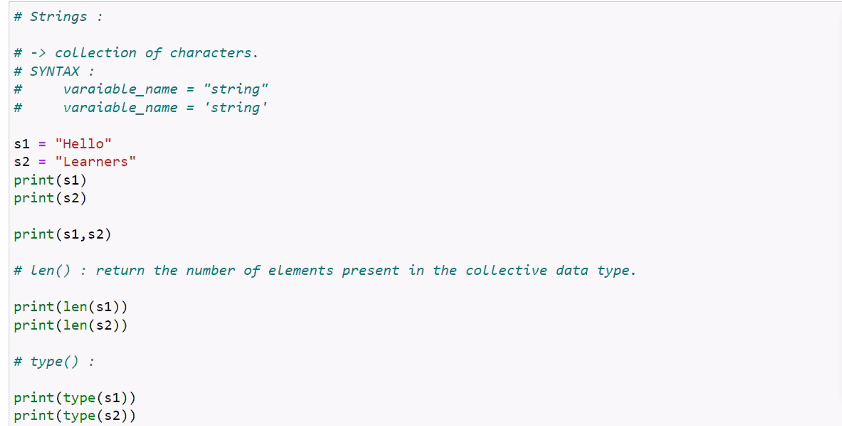 # Strings :
# -> collection of characters.
# SYNTAX :
#     varaiable_name = "string"
#     varaiable_name = 'string'
s1 = "Hello"
s2 = "Learners"
print(s1)
print(s2)
print(s1,s2)
# len() : return the number of elements present in the collective data type.
print(len(s1))
print(len(s2))
# type() :
print(type(s1))
print(type(s2))